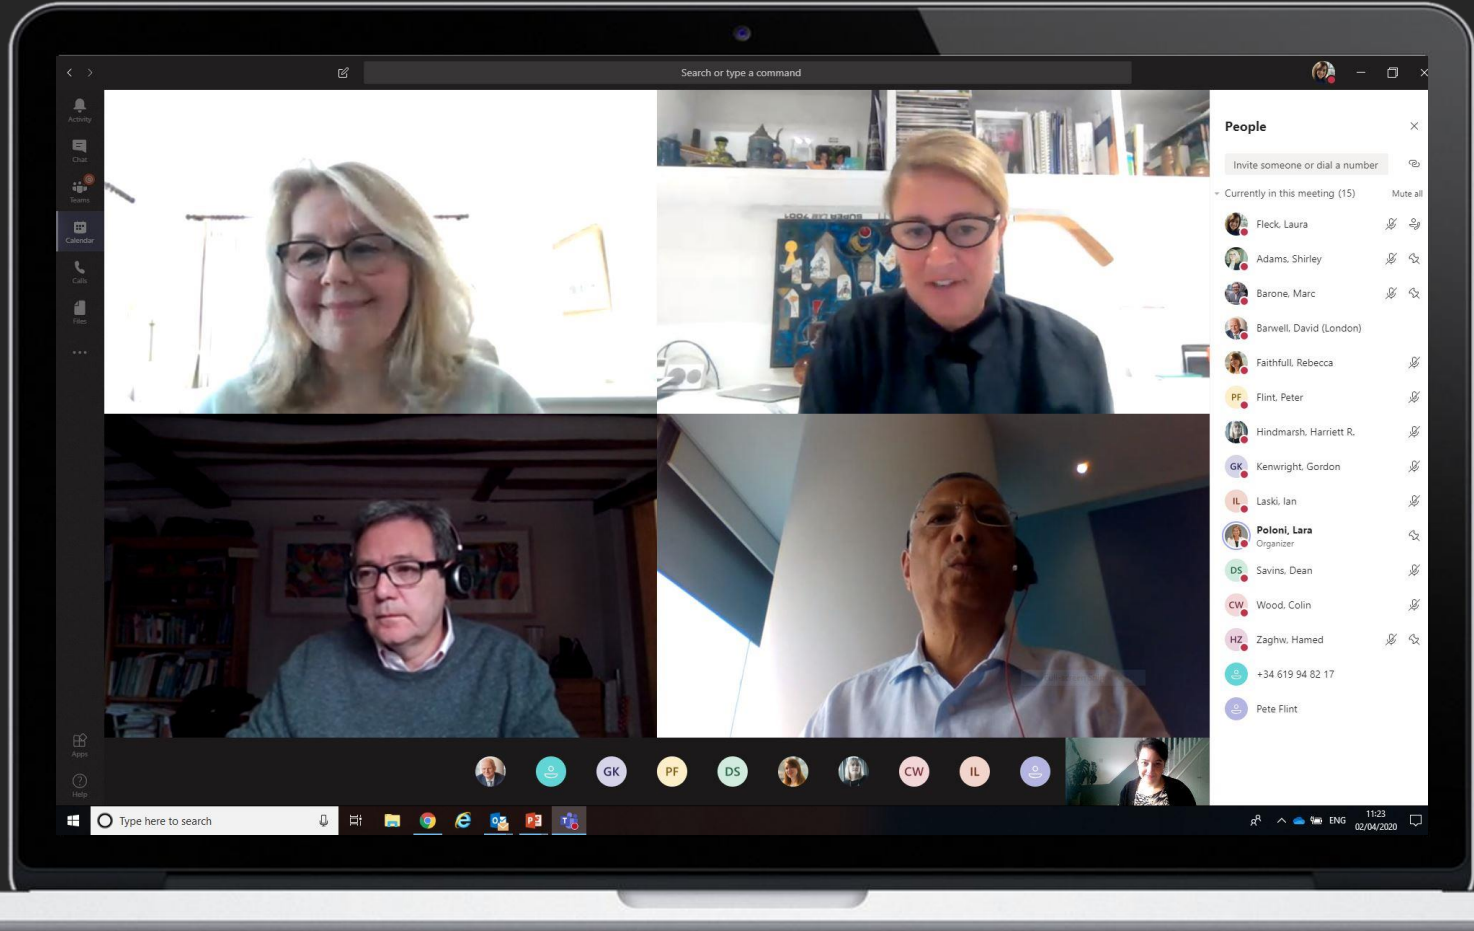 Search or type a command
Activity
Chat
Teams
Calendar
Calls
Files
Apps
Help
People
Invite someone or dial a number
Currently in this meeting (15)
Mute all
Fleck, Laura
Adams, Shirley
Barone, Marc
Barwell, David (London)
Faithfull, Rebecca
PF
Flint, Peter
Hindmarsh, Harriett R.
GK
Kenwright, Gordon
IL
Laski, Ian
Poloni, Lara
Organizer
DS
Savins, Dean
CW
Wood, Colin
HZ
Zaghw, Hamed
+34 619 94 82 17
Pete Flint
GK
PF
DS
CW
IL
Type here to search
ENG
11:23
02/04/2020